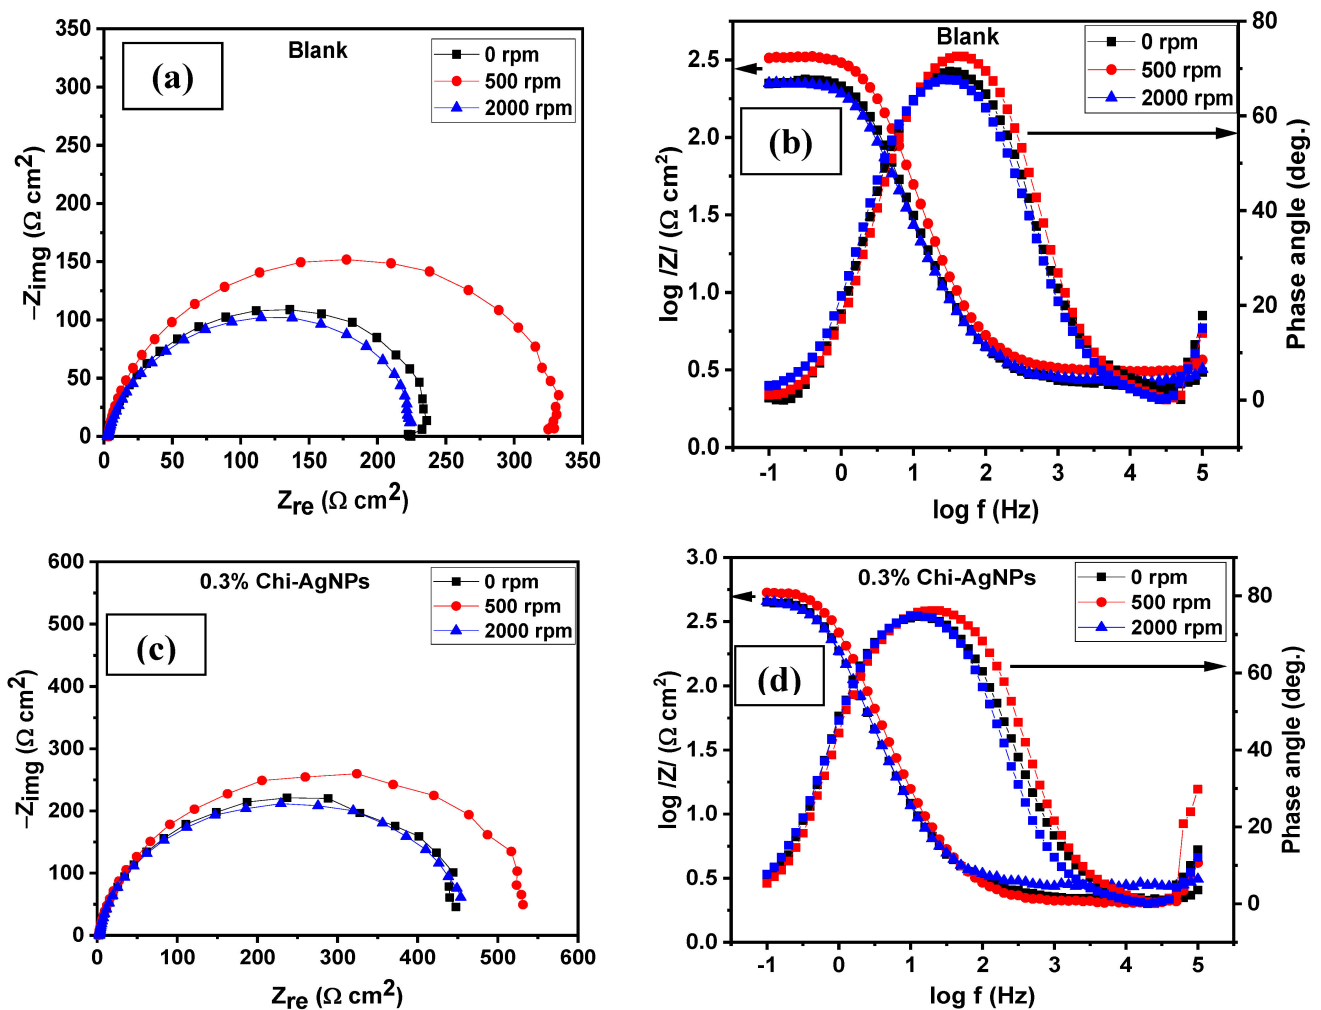 350
300
250
200
150
100
50
0
−Zimg (Ω cm2)
(a)
Blank
0 rpm
500 rpm
2000 rpm
0 50 100 150 200 250 300 350
Zre (Ω cm2)
2.5
2.0
1.5
1.0
0.5
0.0
log /Z/ (Ω cm2)
(b)
Blank
0 rpm
500 rpm
2000 rpm
80
60
40
20
0
Phase angle (deg.)
-1 0 1 2 3 4 5
log f (Hz)
600
500
400
300
200
100
0
−Zimg (Ω cm2)
(c)
0.3% Chi-AgNPs
0 rpm
500 rpm
2000 rpm
0 100 200 300 400 500 600
Zre (Ω cm2)
3.0
2.5
2.0
1.5
1.0
0.5
0.0
log /Z/ (Ω cm2)
(d)
0.3% Chi-AgNPs
0 rpm
500 rpm
2000 rpm
80
60
40
20
0
Phase angle (deg.)
-1 0 1 2 3 4 5
log f (Hz)